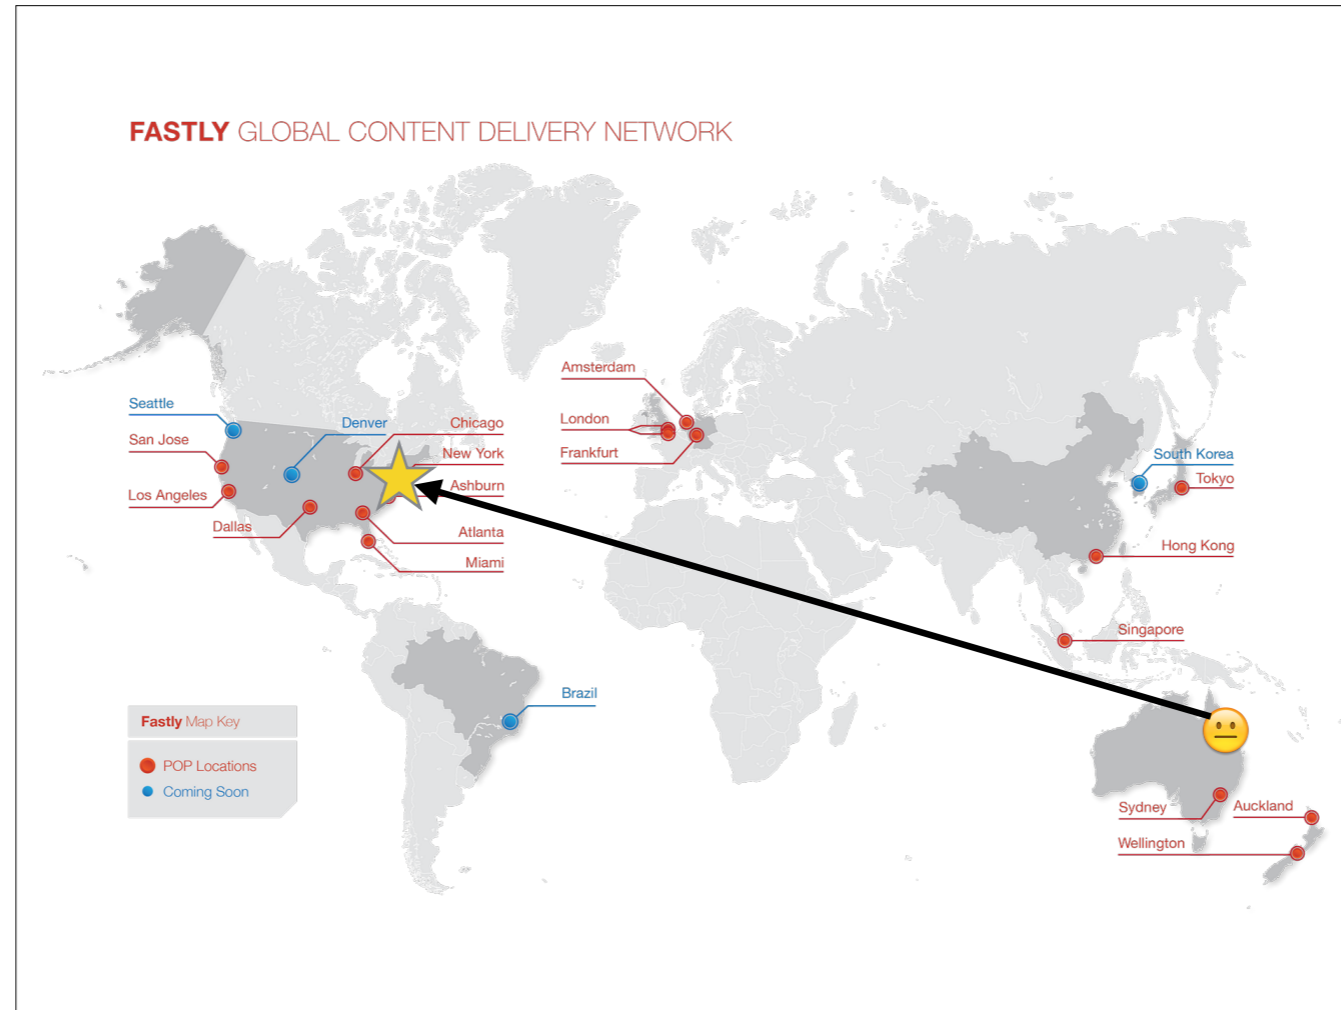 FASTLY GLOBAL CONTENT DELIVERY NETWORK
Seattle
San Jose
Los Angeles
Denver
Dallas
Chicago
New York
Ashburn
Atlanta
Miami
Amsterdam
London
Frankfurt
South Korea
Tokyo
Hong Kong
Singapore
Brazil
Sydney
Auckland
Wellington
Fastly Map Key
POP Locations
Coming Soon